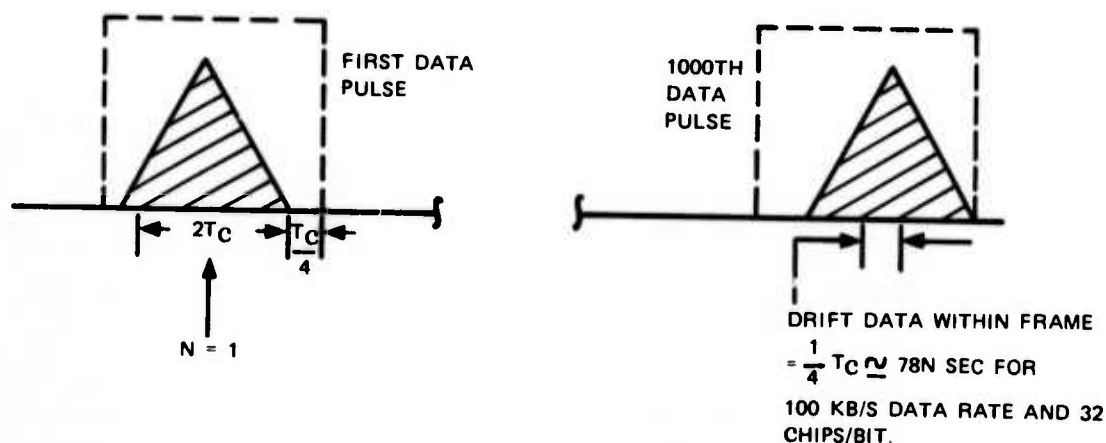 FIRST DATA
PULSE
2TC
TC
4
N = 1
1000TH
DATA
PULSE
DRIFT DATA WITHIN FRAME
= 1/4 TC ≃ 78N SEC FOR
100 KB/S DATA RATE AND 32
CHIPS/BIT.